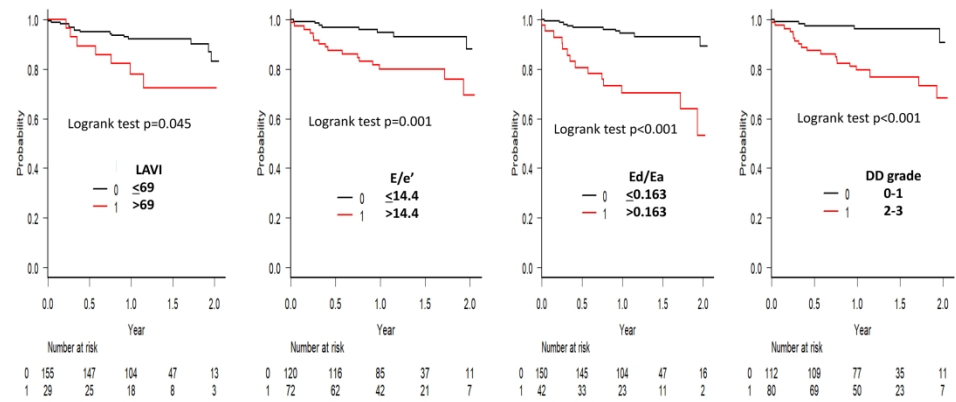 1.0
0.8
0.6
0.4
0.2
0.0
Probability
Logrank test p=0.045
LAVI
0 ≤69
1 >69
0.0 0.5 1.0 1.5 2.0
Year
Number at risk
0 155 147 104 47 13
1 29 25 18 8 3
1.0
0.8
0.6
0.4
0.2
0.0
Probability
Logrank test p=0.001
E/e’
0 ≤14.4
1 >14.4
0.0 0.5 1.0 1.5 2.0
Year
Number at risk
0 120 116 85 37 11
1 72 62 42 21 7
1.0
0.8
0.6
0.4
0.2
0.0
Probability
Logrank test p<0.001
Ed/Ea
0 ≤0.163
1 >0.163
0.0 0.5 1.0 1.5 2.0
Year
Number at risk
0 150 145 104 47 16
1 42 33 23 11 2
1.0
0.8
0.6
0.4
0.2
0.0
Probability
Logrank test p<0.001
DD grade
0 0-1
1 2-3
0.0 0.5 1.0 1.5 2.0
Year
Number at risk
0 112 109 77 35 11
1 80 69 50 23 7